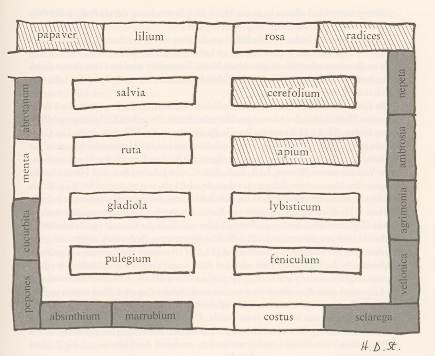 papaver lilium rosa radices
salvia cerefolium
ruta apium
gladiola lybisticum
pulegium feniculum
absinthium marrubium costus sclarega
abrotanum
menta
cucurbita
pepones
nepeta
ambrosia
agrimonia
vettonica
H. D. St.